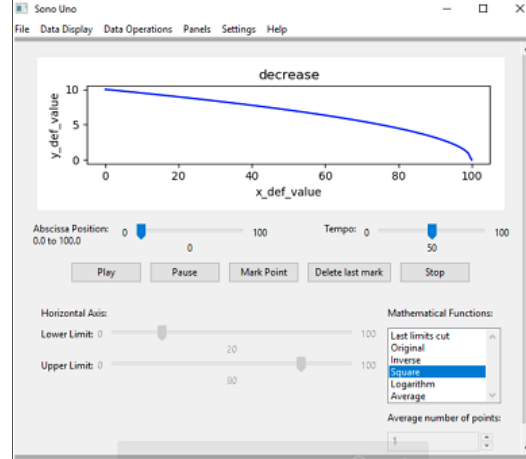 Sono Uno
File Data Display Data Operations Panels Settings Help
decrease
10
5
0
y_def_value
0 20 40 60 80 100
x_def_value
Abscissa Position: 0 100 Tempo: 0 100
0.0 to 100.0
0 50
Play Pause Mark Point Delete last mark Stop
Horizontal Axis: Mathematical Functions:
Lower Limit: 0 100
20
Upper Limit: 0 100
80
Last limits cut
Original
Inverse
Square
Logarithm
Average
Average number of points:
1